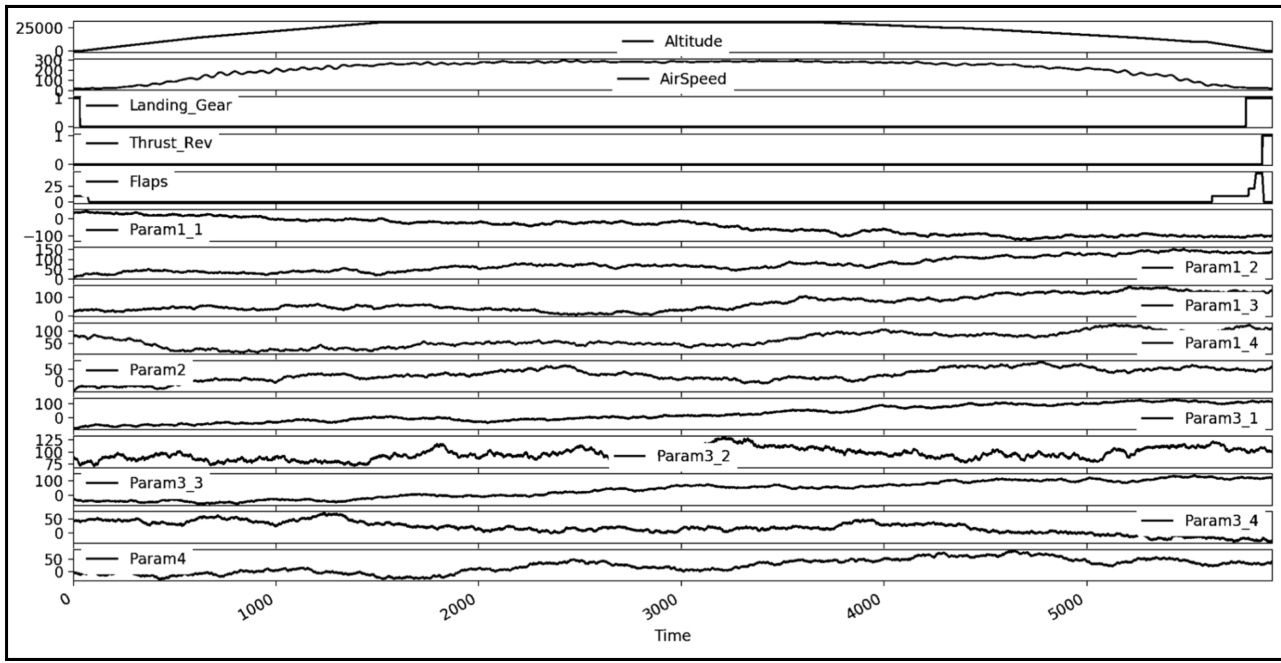 25000
0
Altitude
300
200
100
0
AirSpeed
1
0
Landing_Gear
1
0
Thrust_Rev
25
0
Flaps
0
−100
Param1_1
150
100
50
0
Param1_2
100
0
Param1_3
100
50
Param1_4
50
0
Param2
100
0
Param3_1
125
100
75
Param3_2
100
0
Param3_3
50
0
Param3_4
50
0
Param4
0 1000 2000 3000 4000 5000
Time